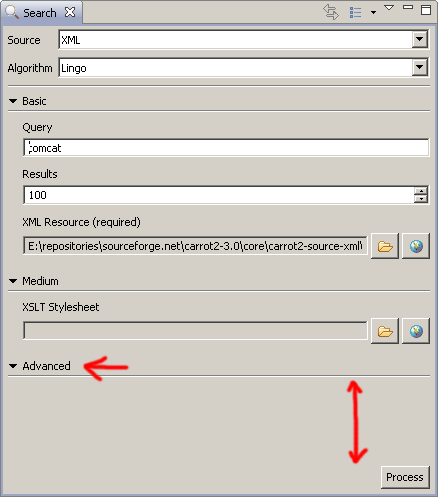 Search
Source XML
Algorithm Lingo
Basic
Query
Results
100
XML Resource (required)
E:\repositories\sourceforge.net\carrot2-3.0\core\carrot2-source-xml\
Medium
XSLT Stylesheet
Advanced
Process